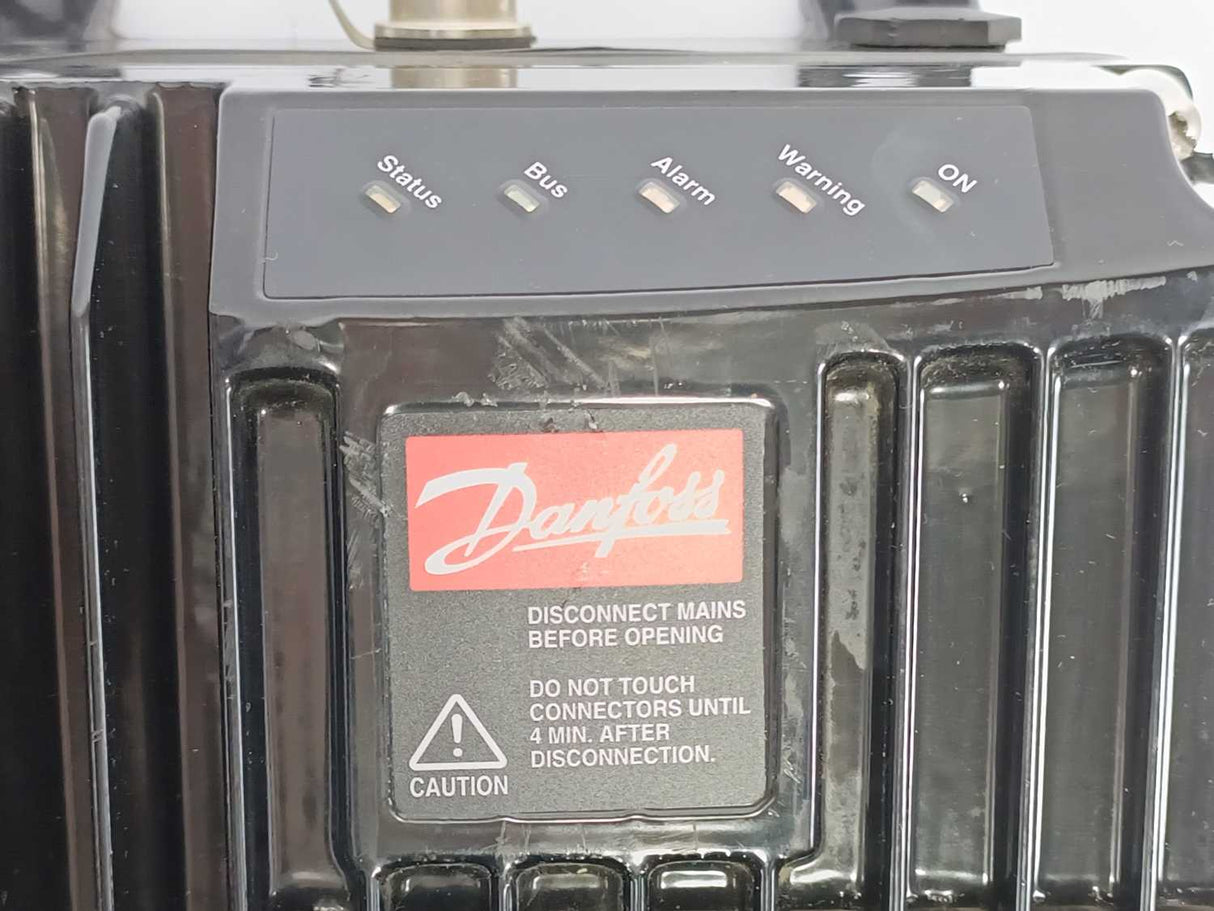 Status Bus Alarm Warning ON
Danfoss
DISCONNECT MAINS
BEFORE OPENING
DO NOT TOUCH
CONNECTORS UNTIL
4 MIN. AFTER
DISCONNECTION.
CAUTION